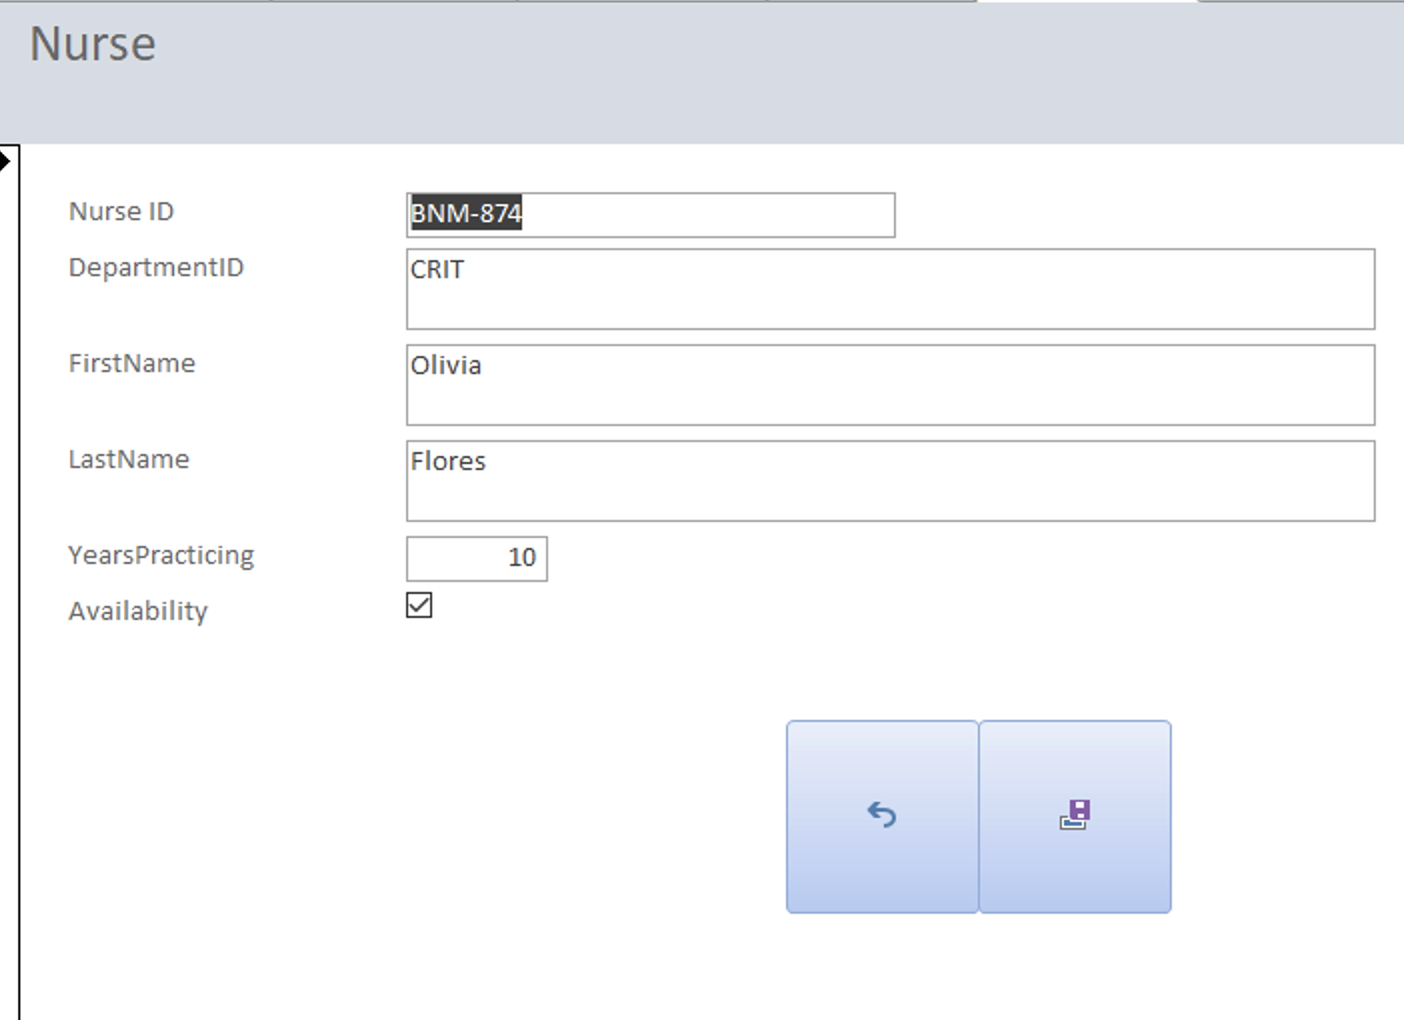 Nurse
Nurse ID BNM-874
DepartmentID CRIT
FirstName Olivia
LastName Flores
YearsPracticing 10
Availability